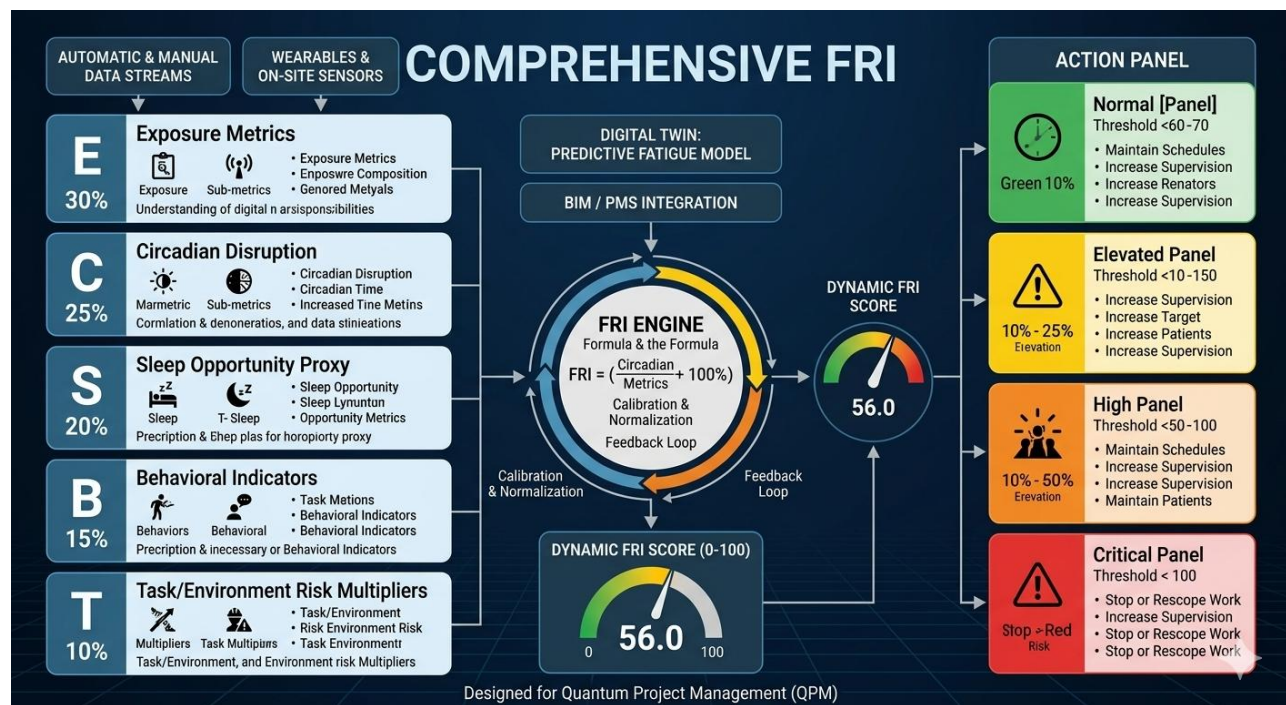 AUTOMATIC & MANUAL
DATA STREAMS
WEARABLES &
ON-SITE SENSORS
COMPREHENSIVE FRI
E
30%
Exposure Metrics
Exposure
Sub-metrics
• Exposure Metrics
• Enposwre Composition
• Genored Metyals
Understanding of digital n arsisponsibilities
C
25%
Circadian Disruption
Marmetric
Sub-metrics
• Circadian Disruption
• Circadian Time
• Increased Tine Metins
Cormlation & denoneratios, and data stinieations
S
20%
Sleep Opportunity Proxy
Sleep
T- Sleep
• Sleep Opportunity
• Sleep Lymuntun
• Opportunity Metrics
Precription & Ehep plas for horopiorty proxy
B
15%
Behavioral Indicators
Behaviors
Behavioral
• Task Metions
• Behavioral Indicators
• Behavioral Indicators
Precription & inecessary or Behavioral Indicators
T
10%
Task/Environment Risk Multipliers
Multipliers
Task Multipiurs
• Task/Environment
• Risk Environment Risk
• Task Environmentr
Task/Environment, and Environment risk Multipliers
DIGITAL TWIN:
PREDICTIVE FATIGUE MODEL
BIM / PMS INTEGRATION
FRI ENGINE
Formula & the Formula
FRI = (Circadian/Metrics + 100%)
Calibration &
Normalization
Feedback Loop
Calibration
& Normalization
Feedback
Loop
DYNAMIC FRI SCORE (0-100)
56.0
0
100
DYNAMIC FRI
SCORE
56.0
ACTION PANEL
Green 10%
Normal [Panel]
Threshold <60-70
• Maintain Schedules
• Increase Supervision
• Increase Renators
• Increase Supervision
10% - 25%
Erevation
Elevated Panel
Threshold <10-150
• Increase Supervision
• Increase Target
• Increase Patients
• Increase Supervision
10% - 50%
Erevation
High Panel
Threshold <50-100
• Maintain Schedules
• Increase Supervision
• Increase Supervision
• Maintain Patients
Stop → Red
Risk
Critical Panel
Threshold < 100
• Stop or Rescope Work
• Increase Supervision
• Stop or Rescope Work
• Stop or Rescope Work
Designed for Quantum Project Management (QPM)